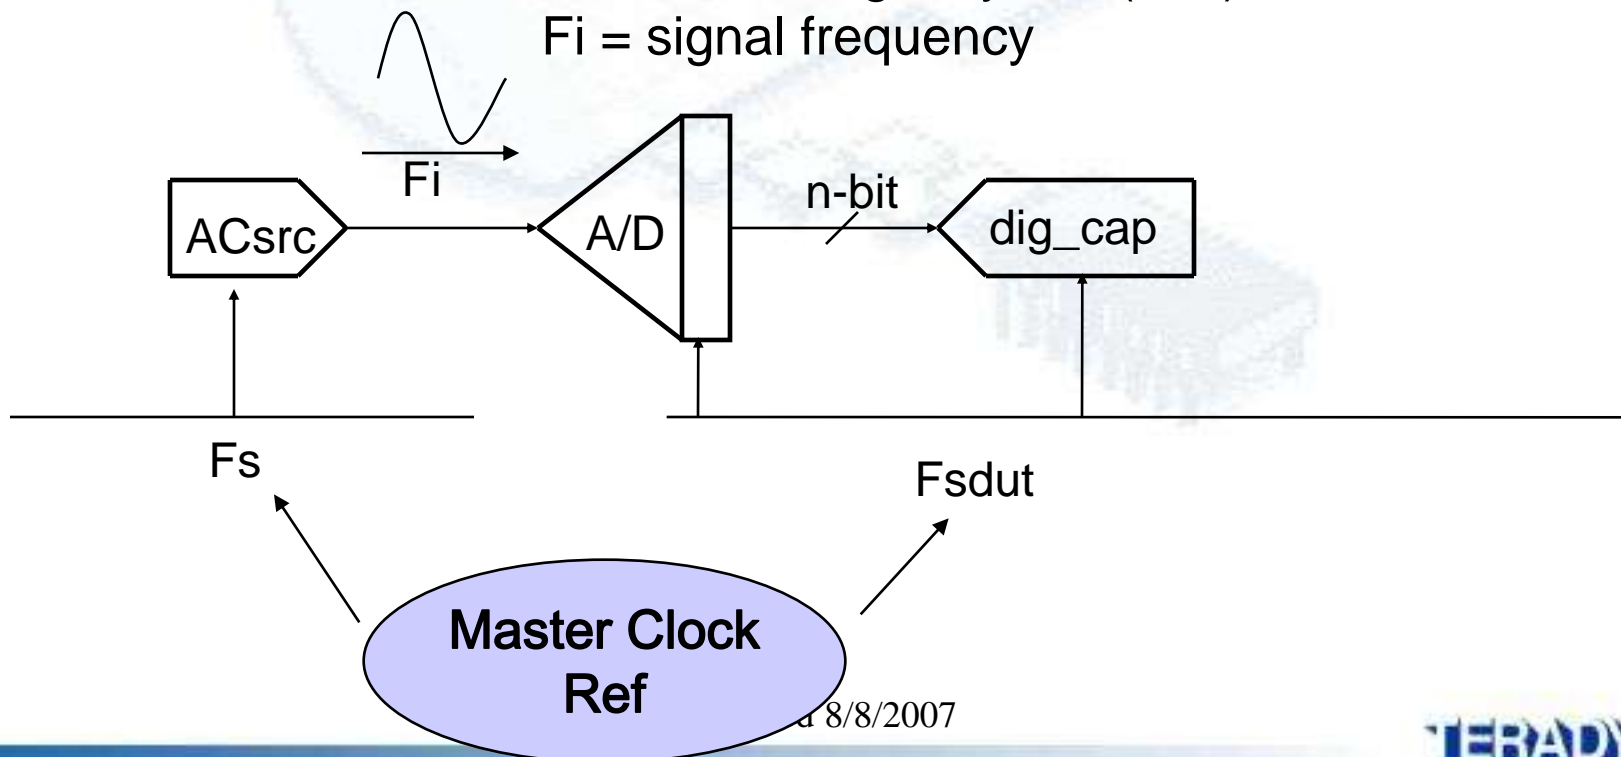 Fi = signal frequency
Fi
n-bit
ACsrc
A/D
dig_cap
Fs
Fsdut
Master Clock
Ref
8/8/2007